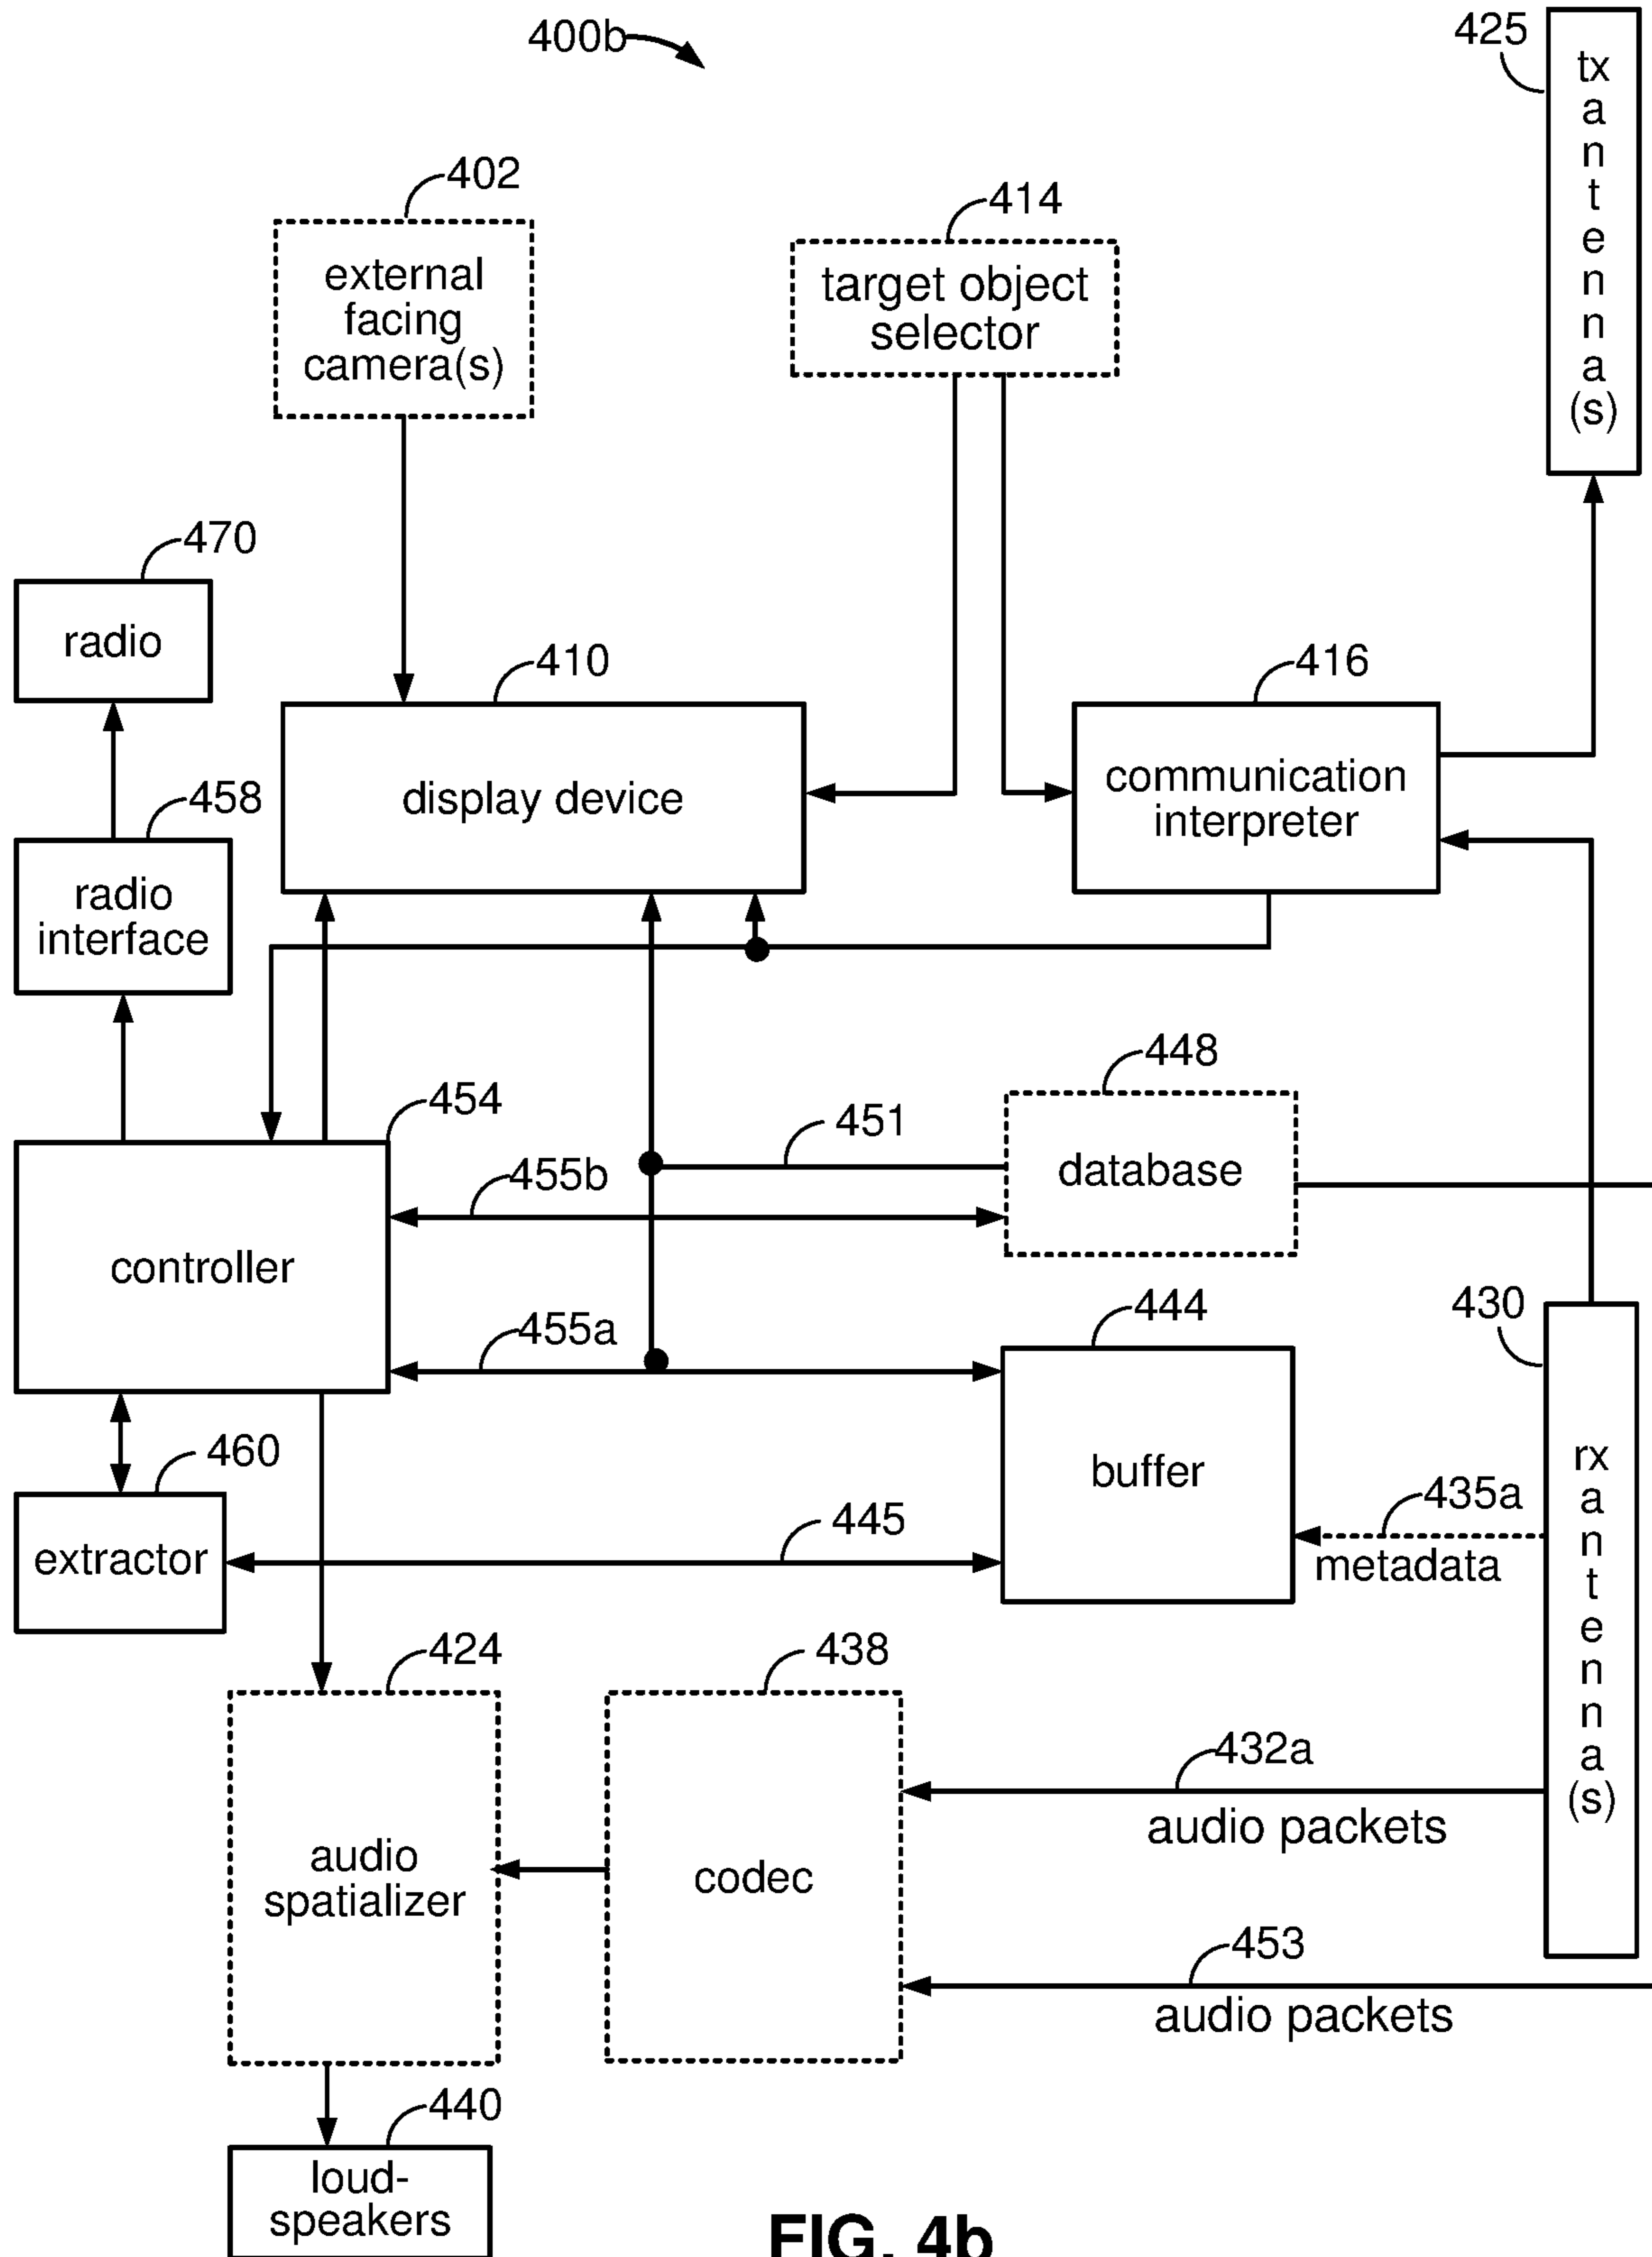 400b
425
tx
a
n
t
e
n
n
a
(s)
402
external
facing
camera(s)
414
target object
selector
470
radio
410
display device
416
communication
interpreter
458
radio
interface
454
controller
448
database
451
455b
455a
444
buffer
430
rx
a
n
t
e
n
n
a
(s)
435a
metadata
460
extractor
445
424
audio
spatializer
438
codec
432a
audio packets
453
audio packets
440
loud-
speakers
FIG. 4b